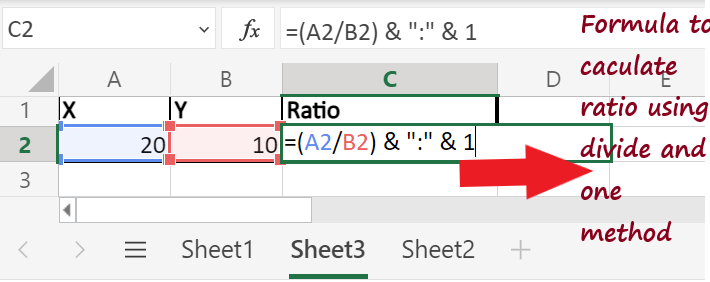 C2 fx =(A2/B2) & ":" & 1
Formula to
caculate
ratio using
divide and
one
method
A B C D E
1 X Y Ratio
2 20 10 =(A2/B2) & ":" & 1
3
Sheet1 Sheet3 Sheet2